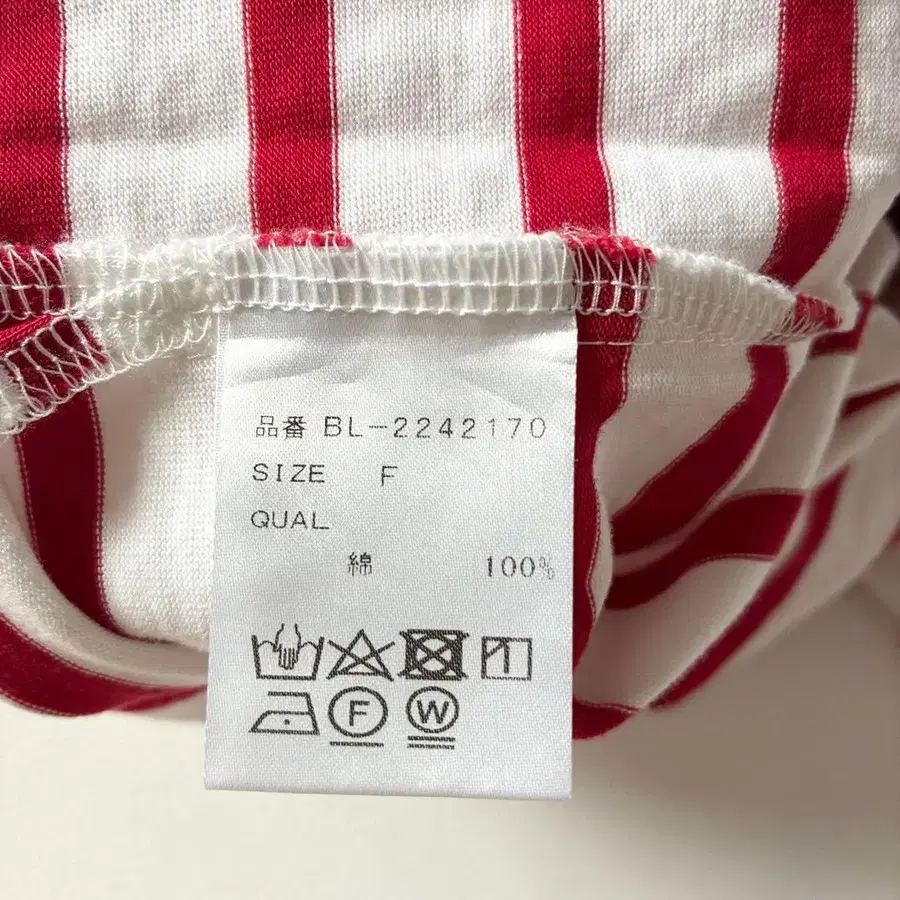 品番 BL-2242170
SIZE F
QUAL
綿 100%
F W